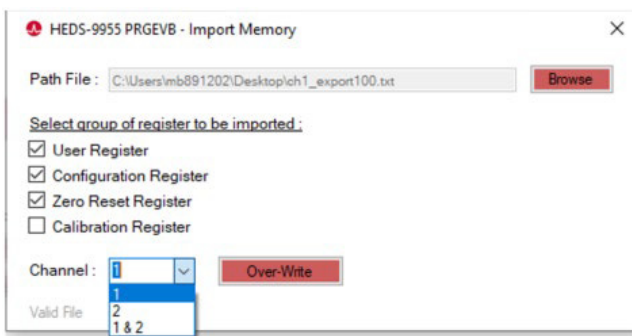 HEDS-9955 PRGEVB - Import Memory
Path File : C:\Users\mb891202\Desktop\ch1_export100.txt Browse
Select group of register to be imported :
User Register
Configuration Register
Zero Reset Register
Calibration Register
Channel : 1 Over-Write
1
Valid File 2
1 & 2